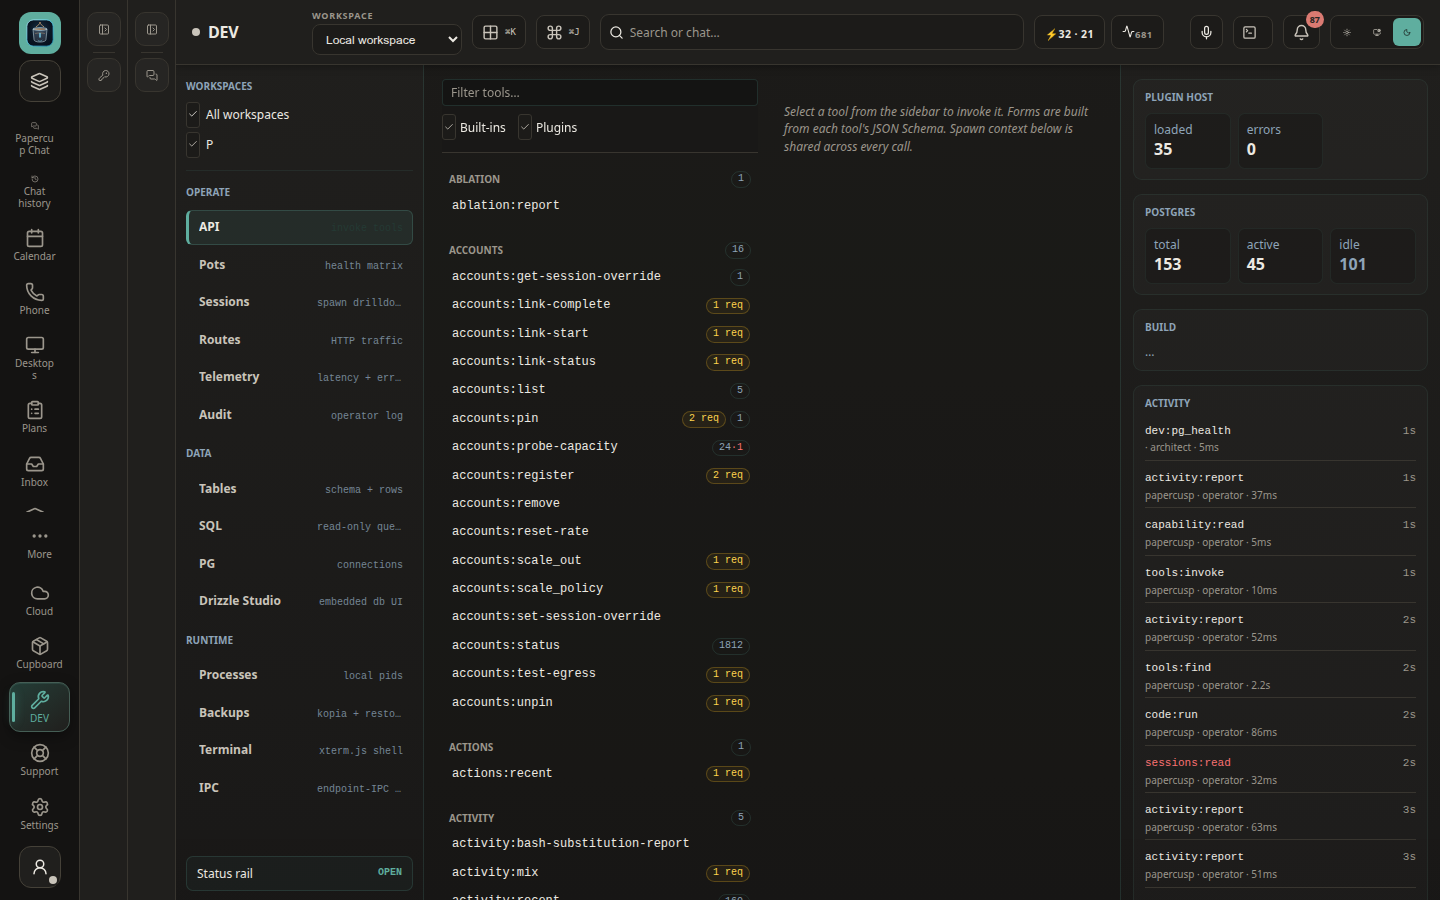 Papercu
p Chat
Chat
history
Calendar
Phone
Desktop
s
Plans
Inbox
More
Cloud
Cupboard
DEV
Support
Settings
DEV
WORKSPACE
Local workspace
⌘K
⌘J
Search or chat...
⚡32 · 21
681
87
WORKSPACES
All workspaces
P
OPERATE
API
invoke tools
Pots
health matrix
Sessions
spawn drilldo…
Routes
HTTP traffic
Telemetry
latency + err…
Audit
operator log
DATA
Tables
schema + rows
SQL
read-only que…
PG
connections
Drizzle Studio
embedded db UI
RUNTIME
Processes
local pids
Backups
kopia + resto…
Terminal
xterm.js shell
IPC
endpoint-IPC …
Status rail
OPEN
Filter tools...
Built-ins
Plugins
ABLATION
1
ablation:report
ACCOUNTS
16
accounts:get-session-override
1
accounts:link-complete
1 req
accounts:link-start
1 req
accounts:link-status
1 req
accounts:list
5
accounts:pin
2 req
1
accounts:probe-capacity
24·1
accounts:register
2 req
accounts:remove
accounts:reset-rate
accounts:scale_out
1 req
accounts:scale_policy
1 req
accounts:set-session-override
accounts:status
1812
accounts:test-egress
1 req
accounts:unpin
1 req
ACTIONS
1
actions:recent
1 req
ACTIVITY
5
activity:bash-substitution-report
activity:mix
1 req
activity:recent
160
Select a tool from the sidebar to invoke it. Forms are built
from each tool's JSON Schema. Spawn context below is
shared across every call.
PLUGIN HOST
loaded
35
errors
0
POSTGRES
total
153
active
45
idle
101
BUILD
...
ACTIVITY
dev:pg_health
1s
· architect · 5ms
activity:report
1s
papercusp · operator · 37ms
capability:read
1s
papercusp · operator · 5ms
tools:invoke
1s
papercusp · operator · 10ms
activity:report
2s
papercusp · operator · 52ms
tools:find
2s
papercusp · operator · 2.2s
code:run
2s
papercusp · operator · 86ms
sessions:read
2s
papercusp · operator · 32ms
activity:report
3s
papercusp · operator · 63ms
activity:report
3s
papercusp · operator · 51ms